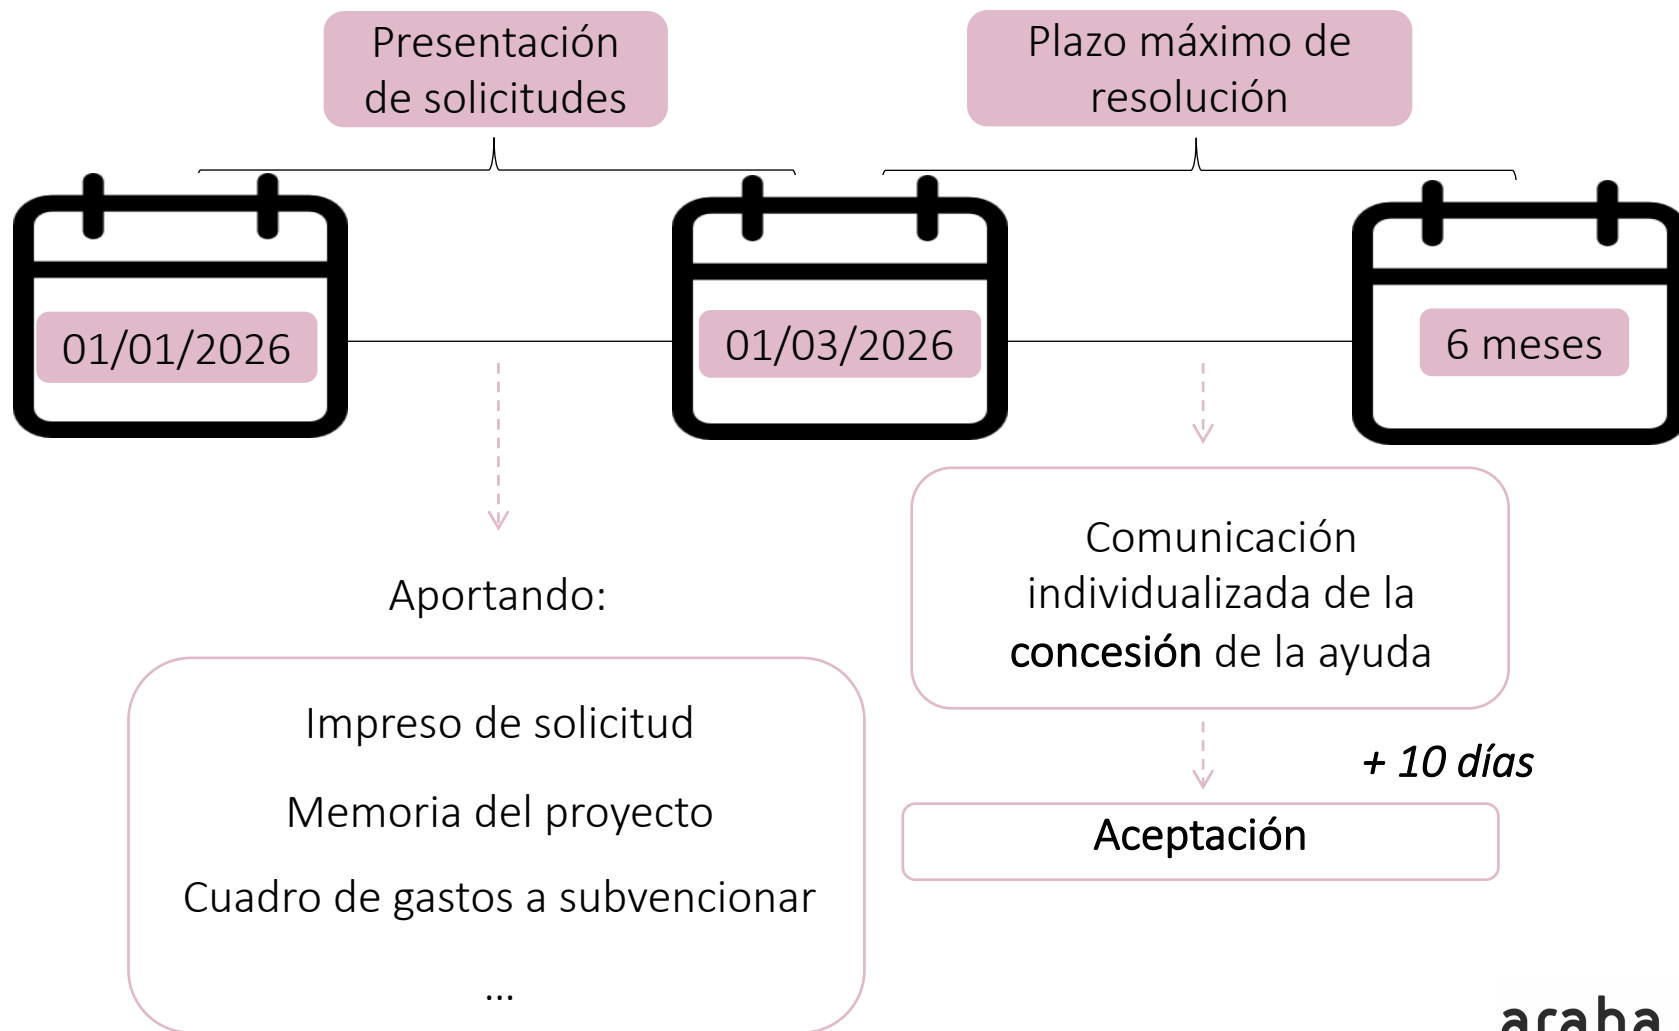 Presentación
de solicitudes
Plazo máximo de
resolución
01/01/2026
01/03/2026
6 meses
Aportando:
Impreso de solicitud
Memoria del proyecto
Cuadro de gastos a subvencionar
...
Comunicación
individualizada de la
concesión de la ayuda
+ 10 días
Aceptación
araba